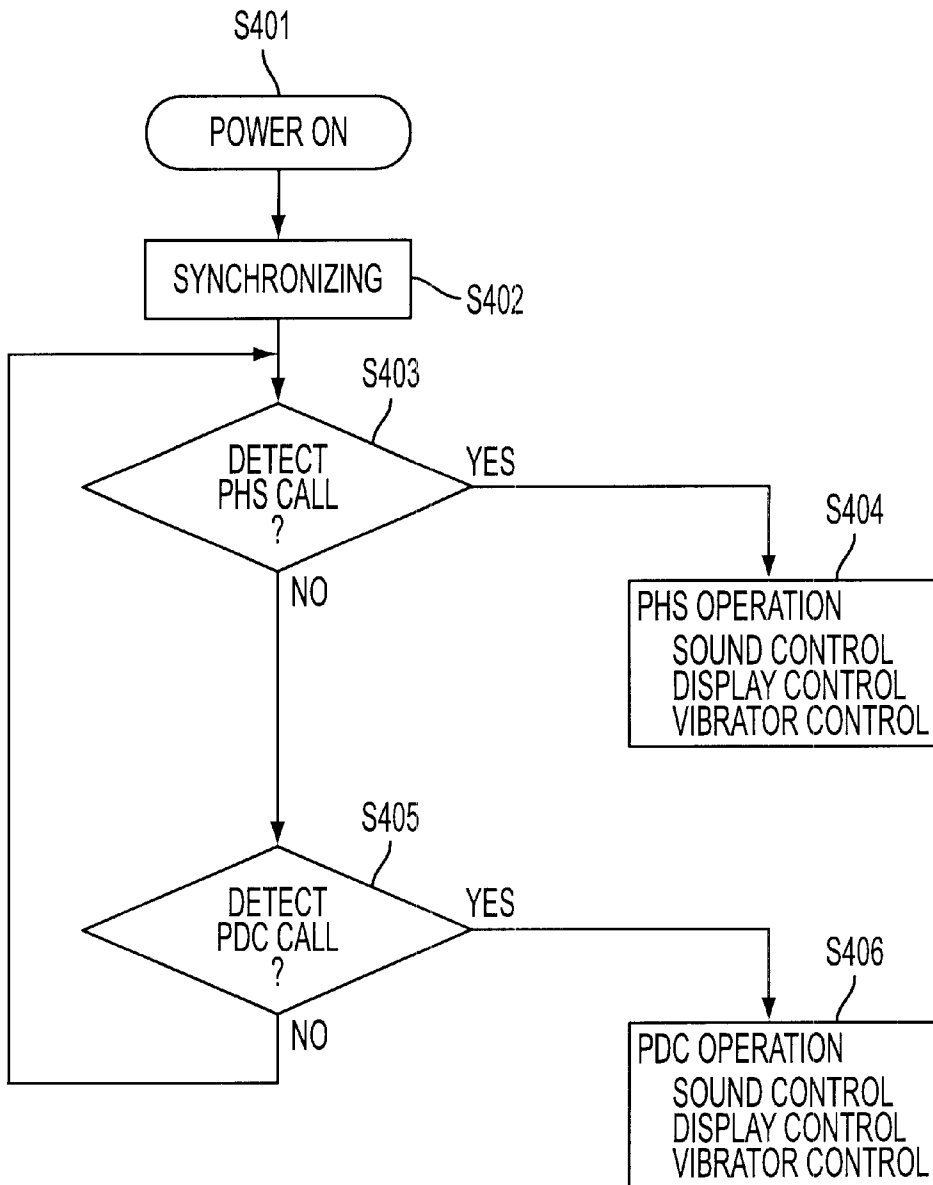 S401
POWER ON
SYNCHRONIZING
S402
S403
DETECT
PHS CALL
?
YES
NO
S404
PHS OPERATION
SOUND CONTROL
DISPLAY CONTROL
VIBRATOR CONTROL
S405
DETECT
PDC CALL
?
YES
NO
S406
PDC OPERATION
SOUND CONTROL
DISPLAY CONTROL
VIBRATOR CONTROL